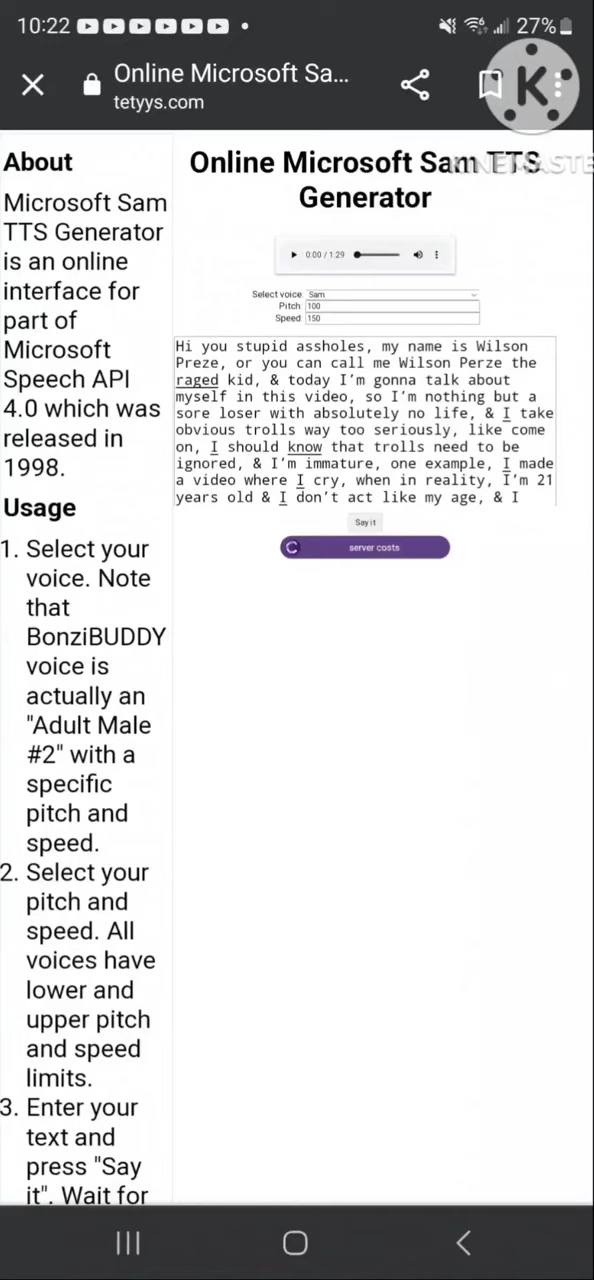 10:22
27%
Online Microsoft Sa...
tetyys.com
K
KINEMASTE
About
Microsoft Sam
TTS Generator
is an online
interface for
part of
Microsoft
Speech API
4.0 which was
released in
1998.
Usage
1. Select your
voice. Note
that
BonziBUDDY
voice is
actually an
"Adult Male
#2" with a
specific
pitch and
speed.
2. Select your
pitch and
speed. All
voices have
lower and
upper pitch
and speed
limits.
3. Enter your
text and
press "Say
it". Wait for
Online Microsoft Sam TTS
Generator
0:00 / 1:29
Select voice: Sam
Pitch: 100
Speed: 150
Hi you stupid assholes, my name is Wilson
Preze, or you can call me Wilson Perze the
raged kid, & today I’m gonna talk about
myself in this video, so I’m nothing but a
sore loser with absolutely no life, & I take
obvious trolls way too seriously, like come
on, I should know that trolls need to be
ignored, & I’m immature, one example, I made
a video where I cry, when in reality, I’m 21
years old & I don’t act like my age, & I
Say it
server costs